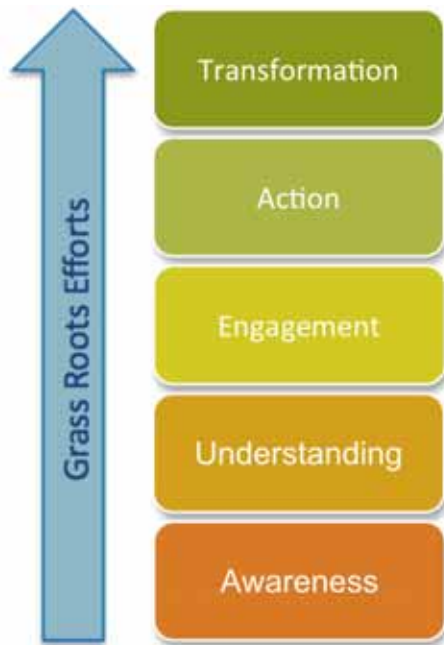 Transformation
Action
Engagement
Understanding
Awareness
Grass Roots Efforts